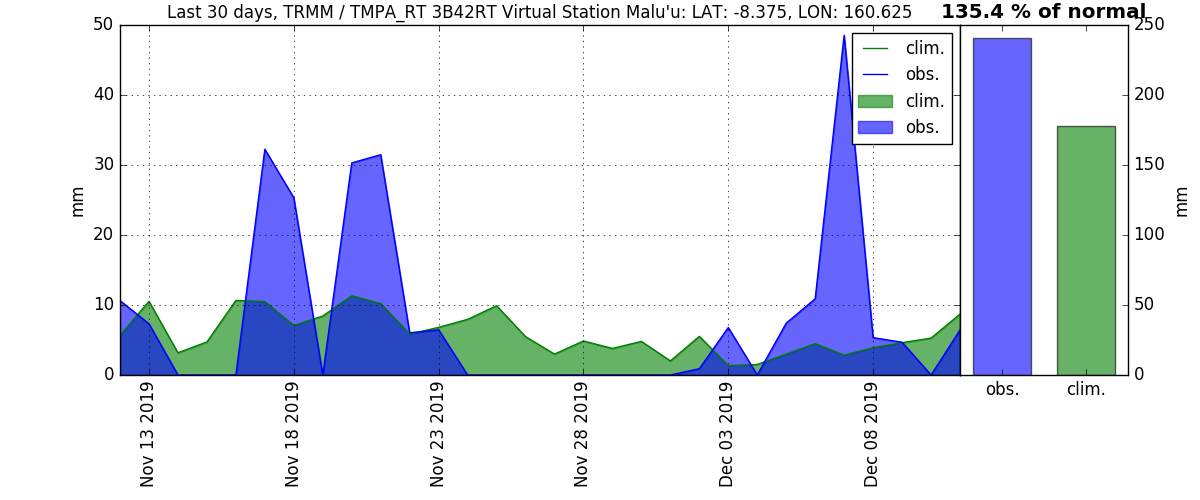 Last 30 days, TRMM / TMPA_RT 3B42RT Virtual Station Malu'u: LAT: -8.375, LON: 160.625
135.4 % of normal
50
40
30
20
10
0
mm
clim.
obs.
clim.
obs.
250
200
150
100
50
0
mm
Nov 13 2019
Nov 18 2019
Nov 23 2019
Nov 28 2019
Dec 03 2019
Dec 08 2019
obs.
clim.